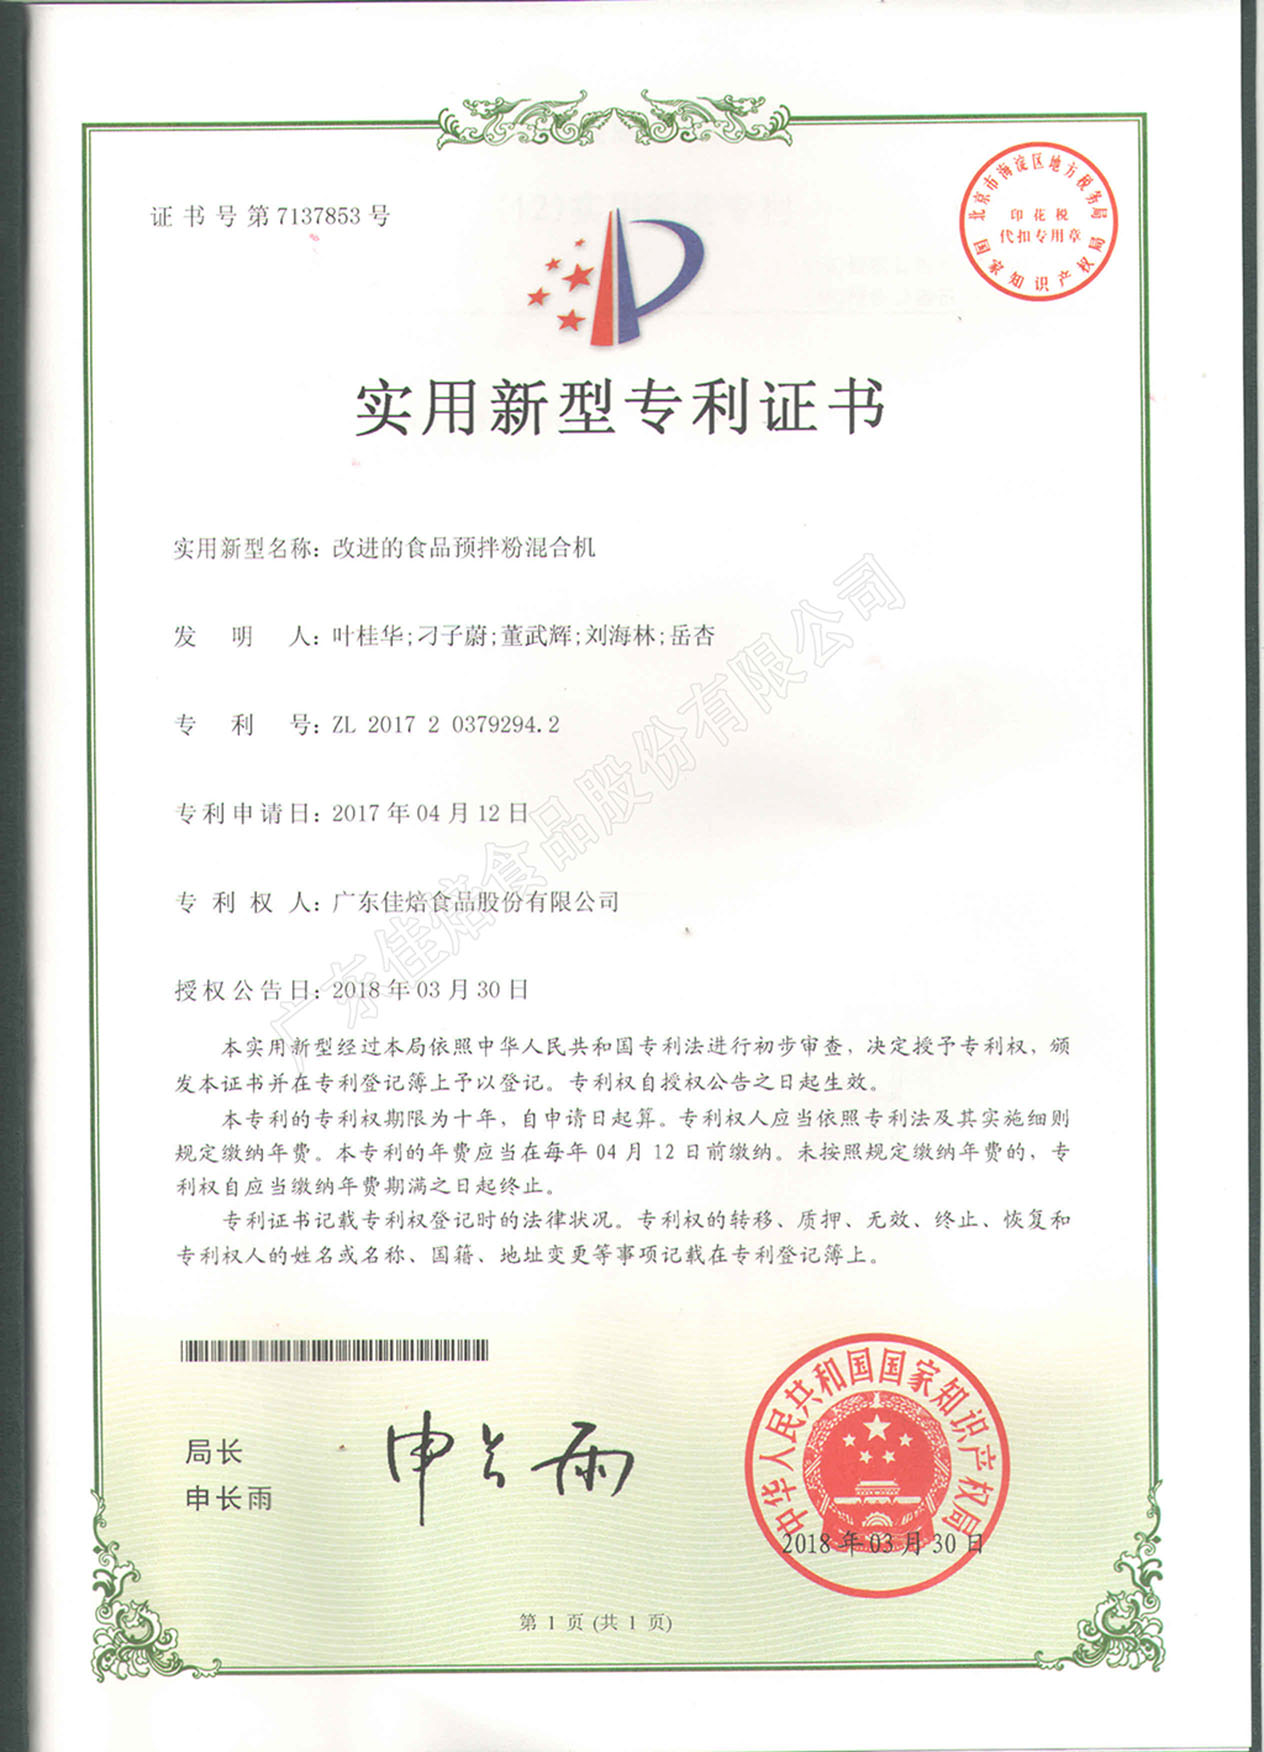 证书号第7137853号
北京市海淀区地方税务局
印花税
代扣专用章
国家知识产权局
实用新型专利证书
实用新型名称：改进的食品预拌粉混合机
发明人：叶桂华;刁子蔚;董武辉;刘海林;岳杏
专利号：ZL 2017 2 0379294.2
专利申请日：2017年04月12日
专利权人：广东佳焙食品股份有限公司
授权公告日：2018年03月30日
广东佳焙食品股份有限公司
本实用新型经过本局依照中华人民共和国专利法进行初步审查，决定授予专利权，颁
发本证书并在专利登记簿上予以登记。专利权自授权公告之日起生效。
本专利的专利权期限为十年，自申请日起算。专利权人应当依照专利法及其实施细则
规定缴纳年费。本专利的年费应当在每年04月12日前缴纳。未按照规定缴纳年费的，专
利权自应当缴纳年费期满之日起终止。
专利证书记载专利权登记时的法律状况。专利权的转移、质押、无效、终止、恢复和
专利权人的姓名或名称、国籍、地址变更等事项记载在专利登记簿上。
局长
申长雨
申长雨
中华人民共和国国家知识产权局
2018年03月30日
第 1 页 (共 1 页)